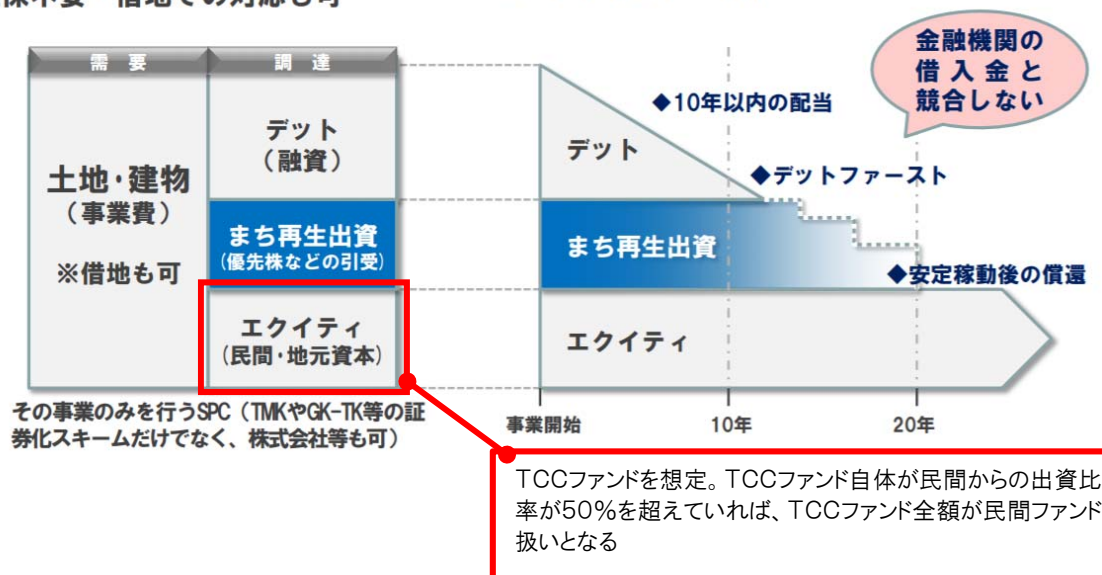 需 要
調 達
土地・建物
（事業費）
※借地も可
デット
（融資）
まち再生出資
（優先株などの引受）
エクイティ
（民間・地元資本）
その事業のみを行うSPC（TMKやGK-TK等の証
券化スキームだけでなく、株式会社等も可）
金融機関の
借 入 金 と
競合しない
◆10年以内の配当
デット
◆デットファースト
まち再生出資
◆安定稼動後の償還
エクイティ
事業開始
10年
20年
TCCファンドを想定。TCCファンド自体が民間からの出資比
率が50%を超えていれば、TCCファンド全額が民間ファンド
扱いとなる